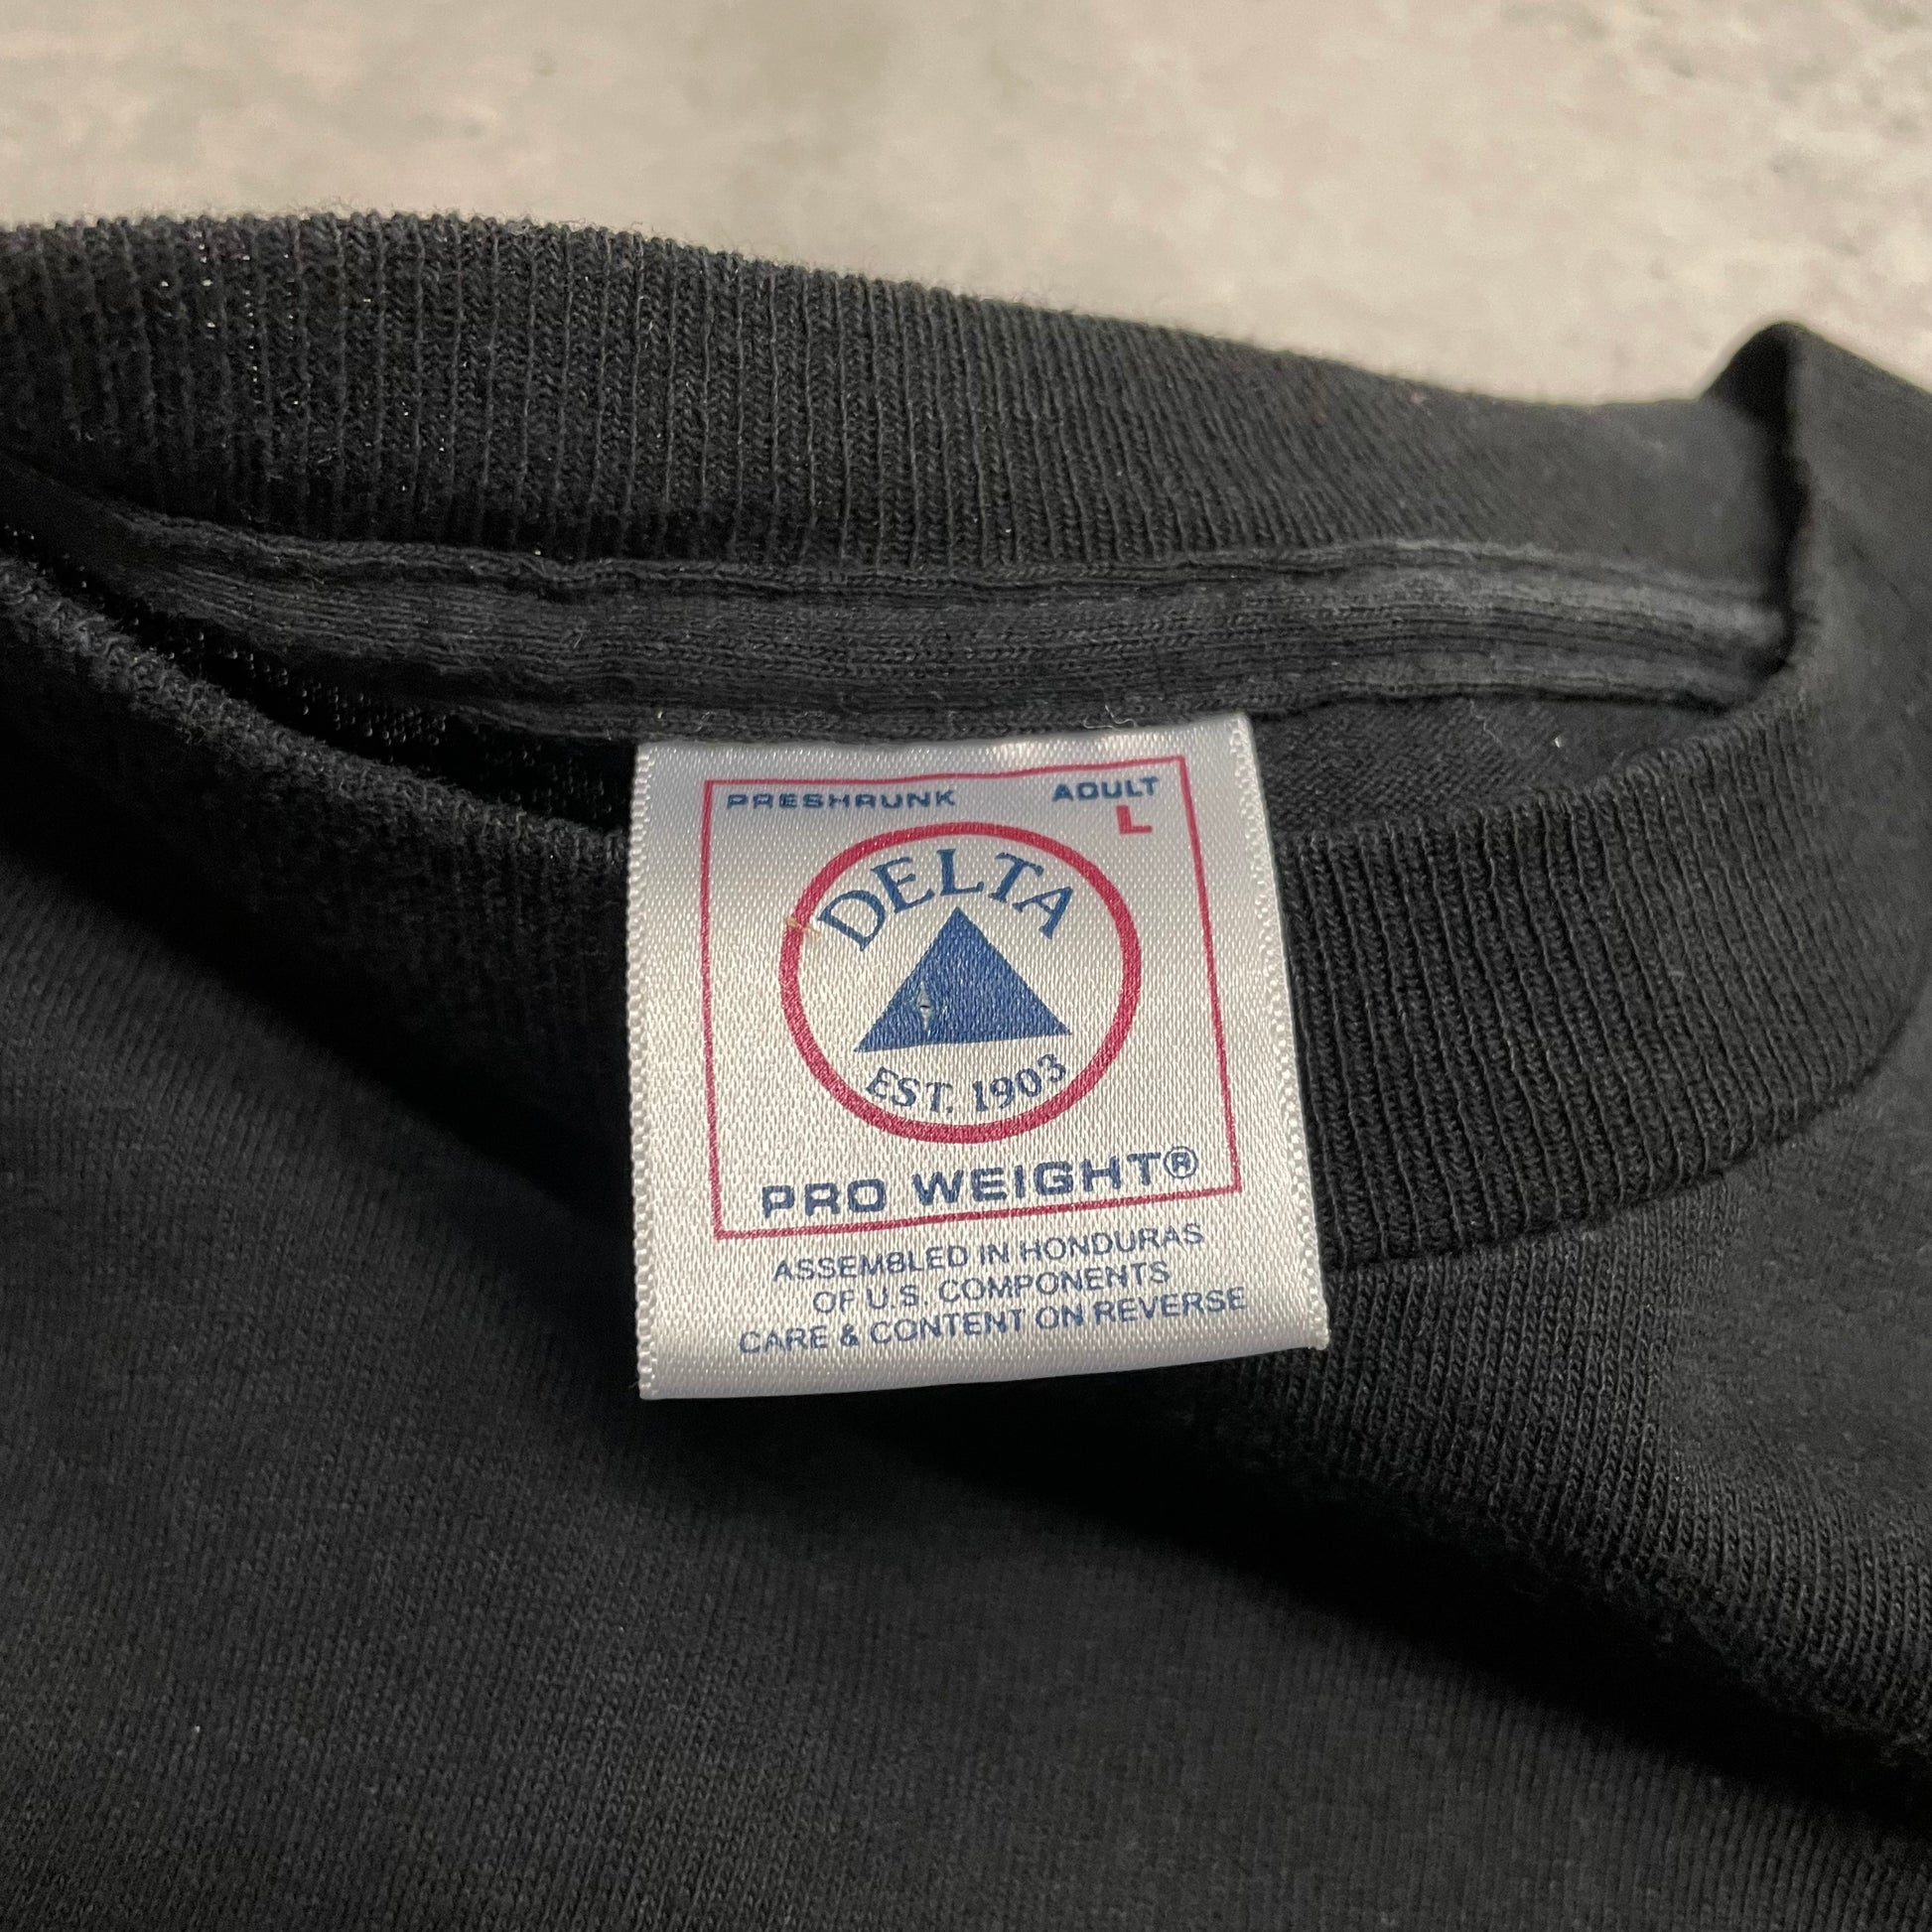 PRESHRUNK ADULT
L
DELTA
EST. 1903
PRO WEIGHT®
ASSEMBLED IN HONDURAS
OF U.S. COMPONENTS
CARE & CONTENT ON REVERSE